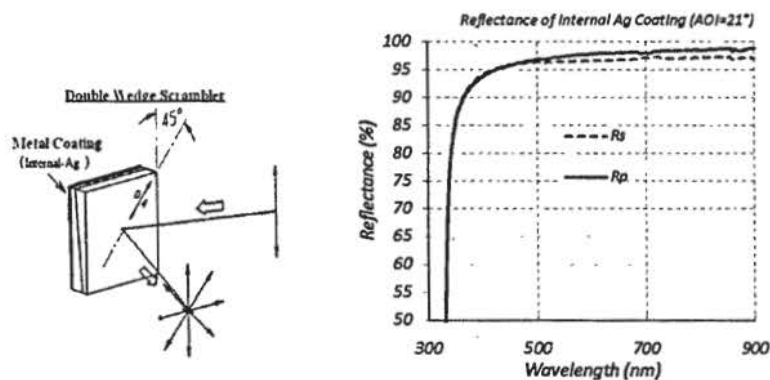 Double Wedge Scrambler
45°
Metal Coating
(Internal-Ag)
Reflectance of Internal Ag Coating (AOI=21°)
Reflectance (%)
100
95
90
85
80
75
70
65
60
55
50
Rs
Rp
300
500
700
900
Wavelength (nm)